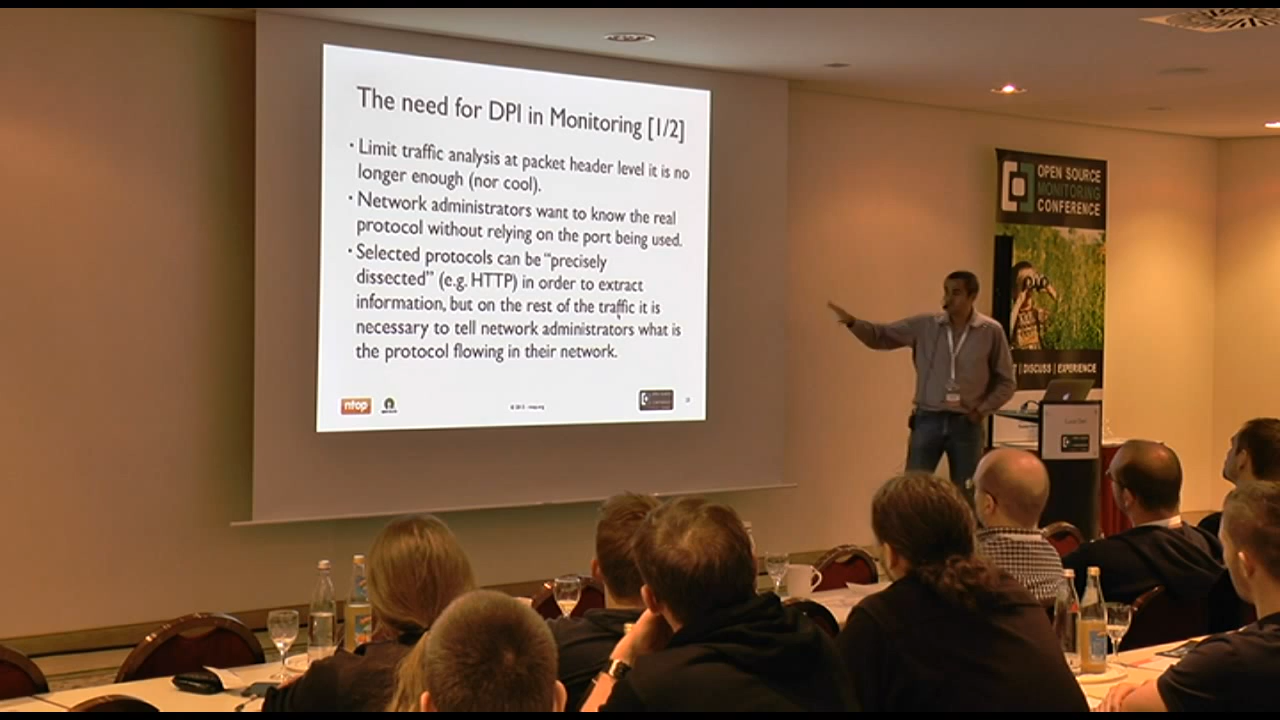 The need for DPI in Monitoring [1/2]
• Limit traffic analysis at packet header level it is no
longer enough (nor cool).
• Network administrators want to know the real
protocol without relying on the port being used.
• Selected protocols can be “precisely
dissected” (e.g. HTTP) in order to extract
information, but on the rest of the traffic it is
necessary to tell network administrators what is
the protocol flowing in their network.
ntop
OPEN SOURCE
MONITORING
CONFERENCE
| DISCUSS | EXPERIENCE